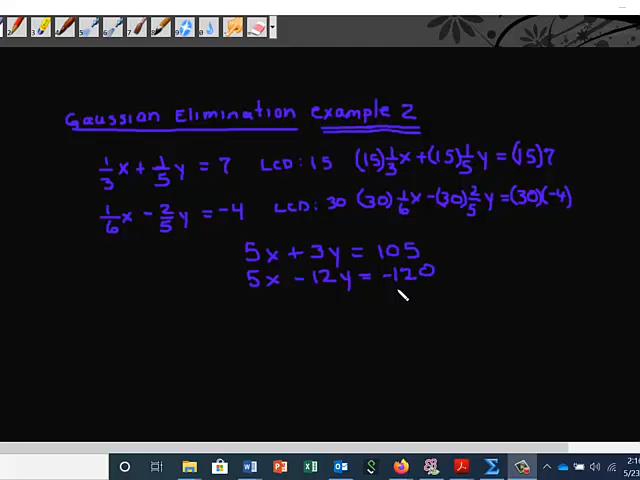 Gaussian Elimination example 2
1/3x + 1/5y = 7 LCD: 15 (15)1/3x+(15)1/5y=(15)7
1/6x - 2/5y = -4 LCD: 30 (30)1/6x-(30)2/5y=(30)(-4)
5x + 3y = 105
5x - 12y = -120